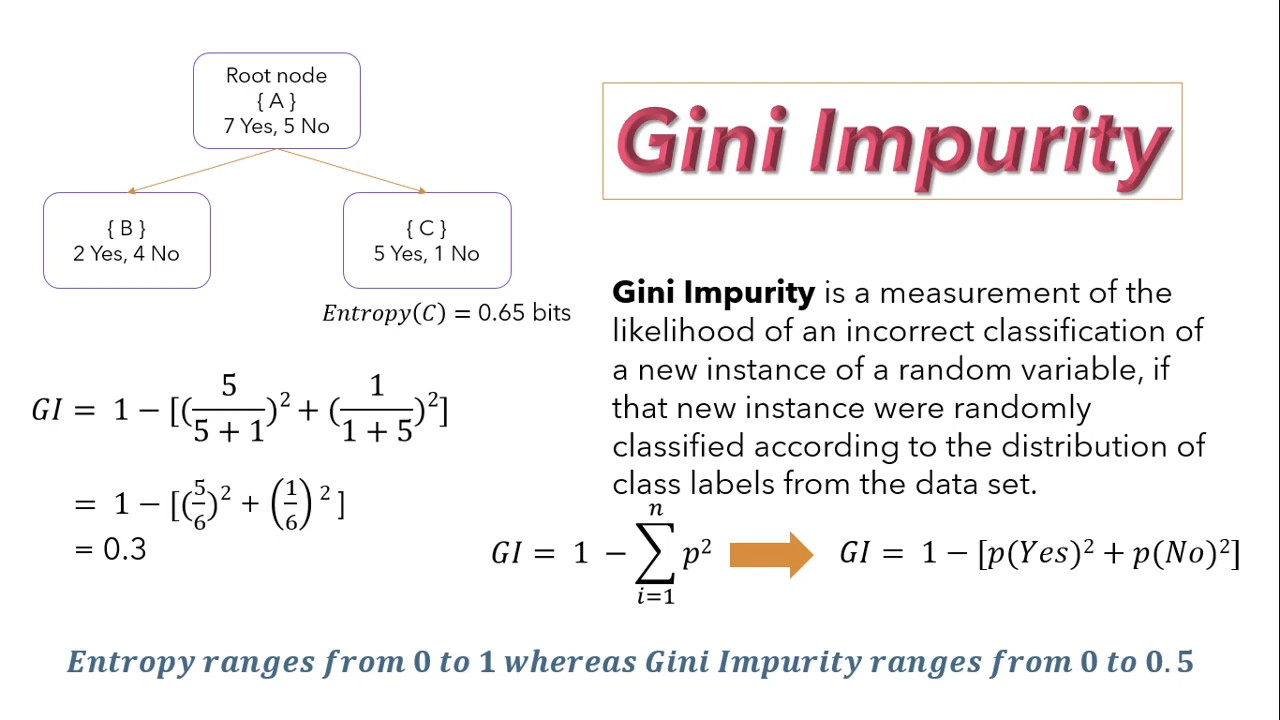 Root node
{ A }
7 Yes, 5 No
{ B }
2 Yes, 4 No
{ C }
5 Yes, 1 No
Entropy(C) = 0.65 bits
GI = 1 − [(5/(5 + 1))² + (1/(1 + 5))²]
= 1 − [(5/6)² + (1/6)²]
= 0.3
Gini Impurity
Gini Impurity is a measurement of the
likelihood of an incorrect classification of
a new instance of a random variable, if
that new instance were randomly
classified according to the distribution of
class labels from the data set.
GI = 1 − ∑ⁿᵢ₌₁ p²
GI = 1 − [p(Yes)² + p(No)²]
Entropy ranges from 0 to 1 whereas Gini Impurity ranges from 0 to 0.5